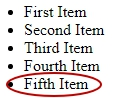 • First Item
• Second Item
• Third Item
• Fourth Item
• Fifth Item